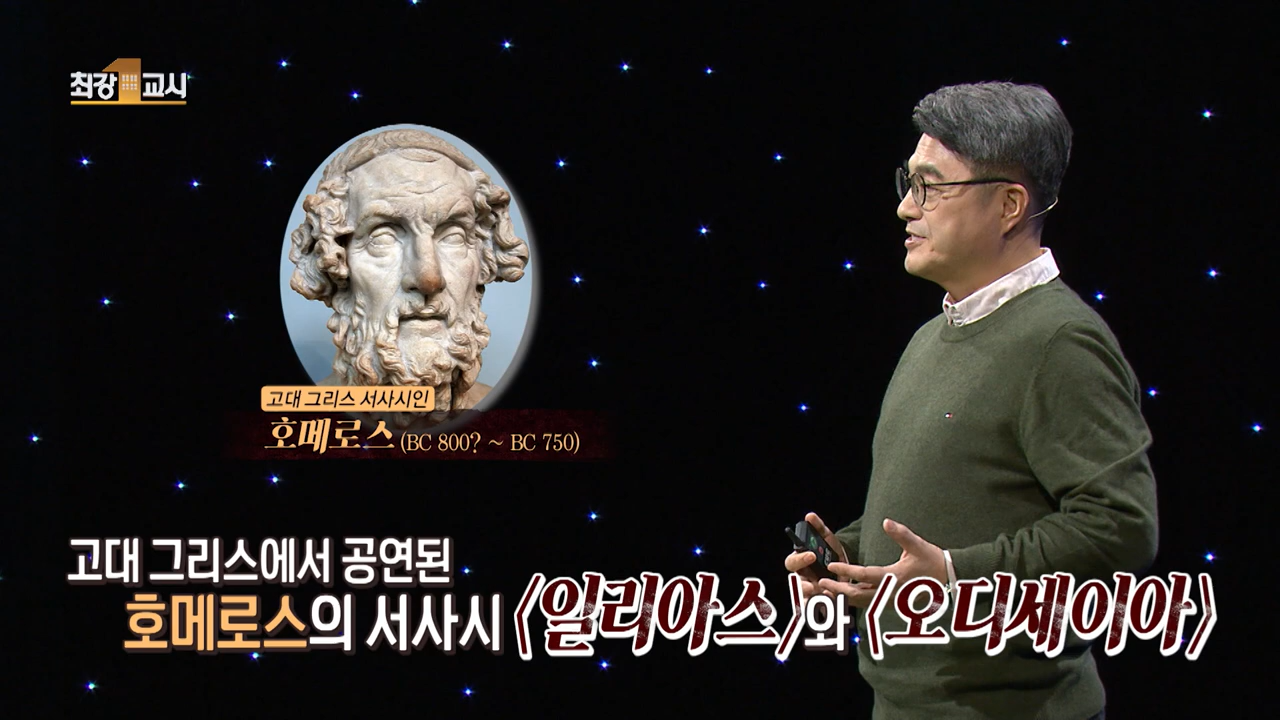 최강1교시
고대 그리스 서사시인
호메로스 (BC 800? ~ BC 750)
고대 그리스에서 공연된
호메로스의 서사시 〈일리아스〉와 〈오디세이아〉